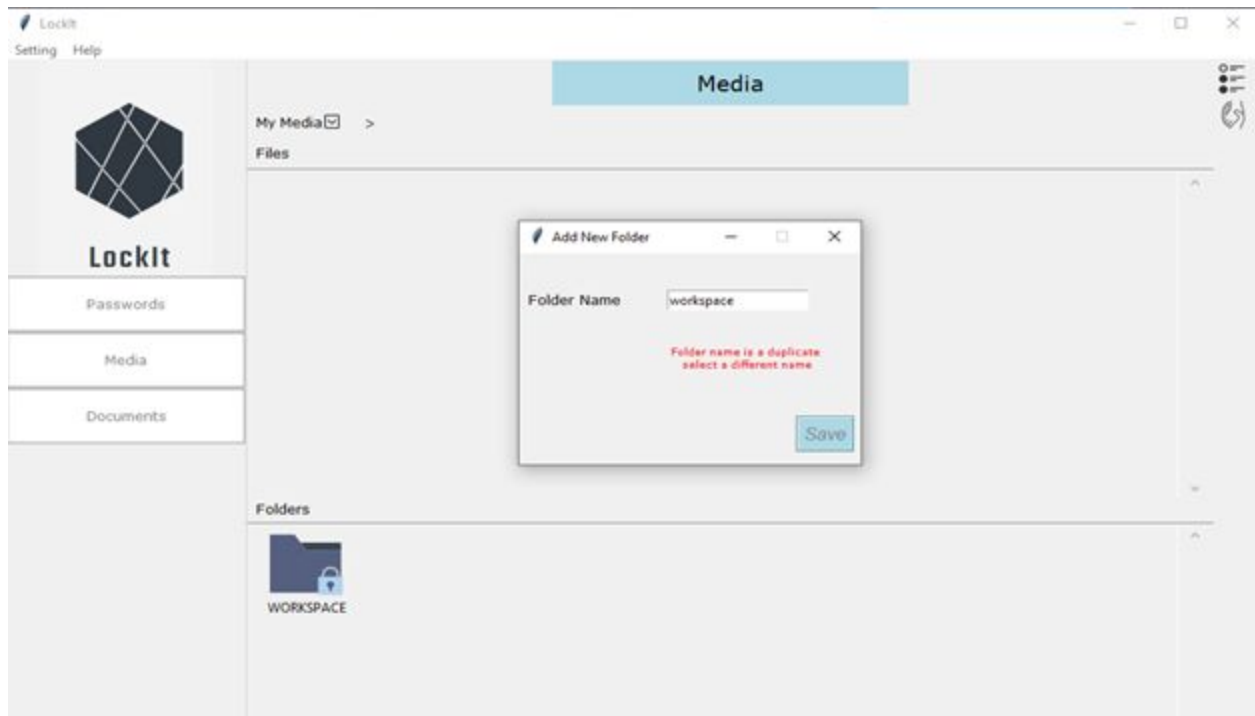 LockIt
Setting Help
Media
My Media >
Files
LockIt
Passwords
Media
Documents
Add New Folder
Folder Name workspace
Folder name is a duplicate
select a different name
Save
Folders
WORKSPACE